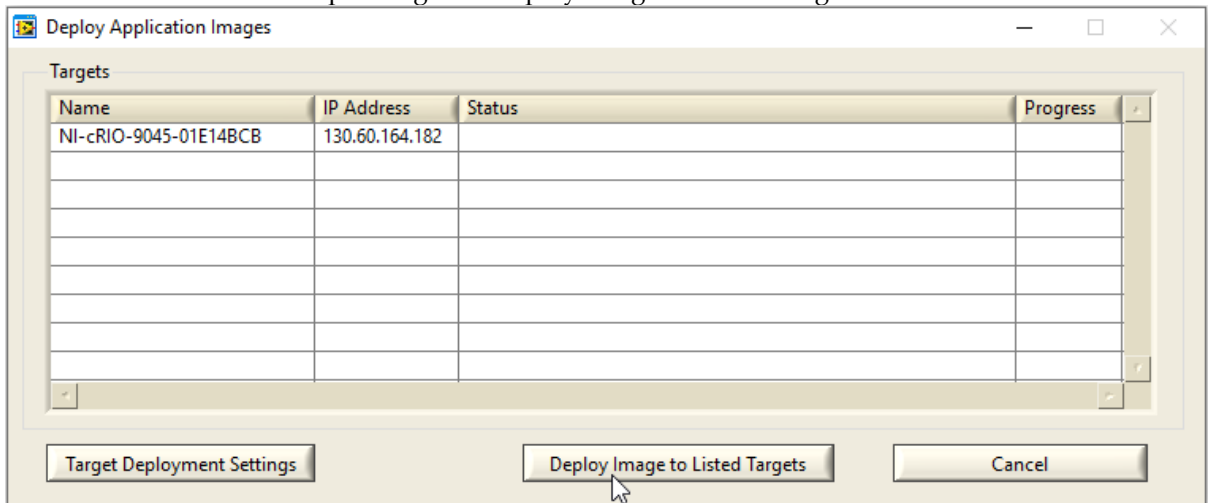 Deploy Application Images
Targets
Name IP Address Status Progress
NI-cRIO-9045-01E14BCB 130.60.164.182
Target Deployment Settings Deploy Image to Listed Targets Cancel